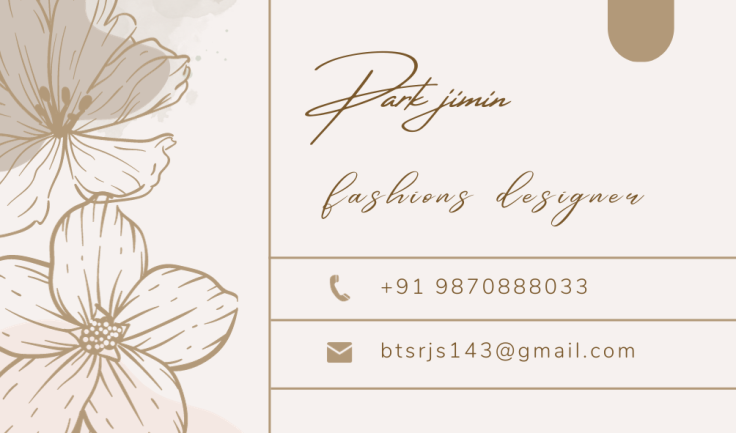 Park jimin
fashions designer
+91 9870888033
btsrjs143@gmail.com